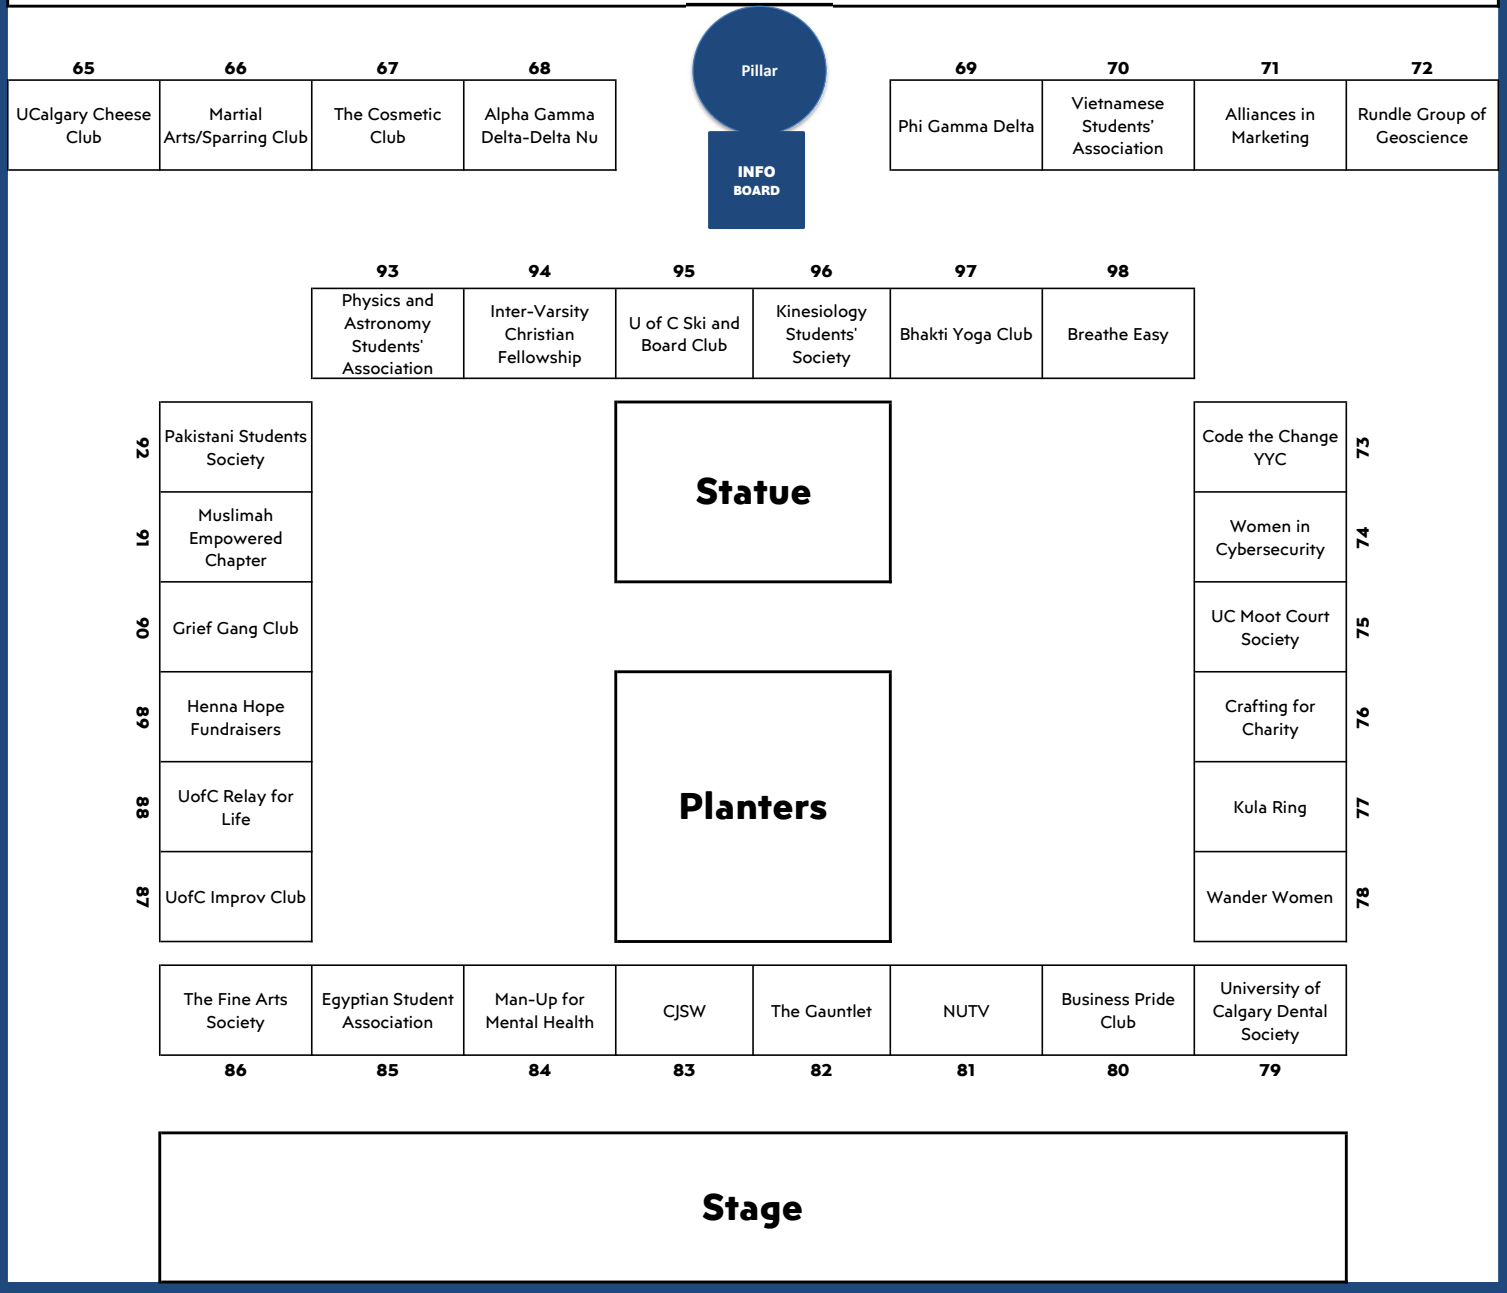 Pillar
INFO
BOARD
65
66
67
68
69
70
71
72
UCalgary Cheese
Club
Martial
Arts/Sparring Club
The Cosmetic
Club
Alpha Gamma
Delta-Delta Nu
Phi Gamma Delta
Vietnamese
Students’
Association
Alliances in
Marketing
Rundle Group of
Geoscience
93
94
95
96
97
98
Physics and
Astronomy
Students'
Association
Inter-Varsity
Christian
Fellowship
U of C Ski and
Board Club
Kinesiology
Students'
Society
Bhakti Yoga Club
Breathe Easy
92
Pakistani Students
Society
91
Muslimah
Empowered
Chapter
90
Grief Gang Club
89
Henna Hope
Fundraisers
88
UofC Relay for
Life
87
UofC Improv Club
Statue
Planters
Code the Change
YYC
73
Women in
Cybersecurity
74
UC Moot Court
Society
75
Crafting for
Charity
76
Kula Ring
77
Wander Women
78
The Fine Arts
Society
Egyptian Student
Association
Man-Up for
Mental Health
CJSW
The Gauntlet
NUTV
Business Pride
Club
University of
Calgary Dental
Society
86
85
84
83
82
81
80
79
Stage